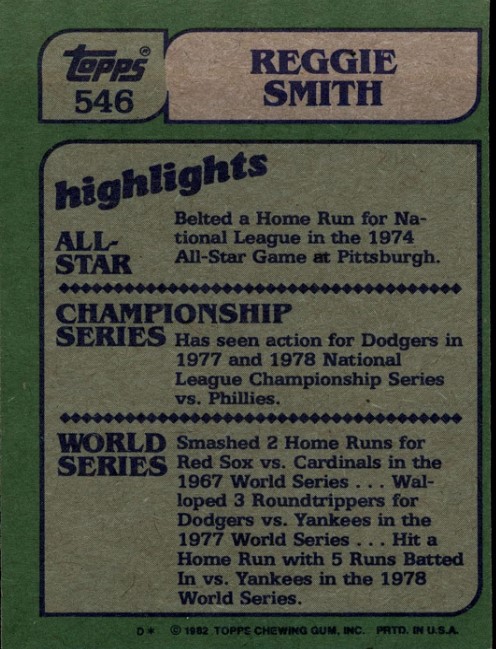 Topps®
546
REGGIE
SMITH
highlights
ALL-
STAR
Belted a Home Run for Na-
tional League in the 1974
All-Star Game at Pittsburgh.
CHAMPIONSHIP
SERIES
Has seen action for Dodgers in
1977 and 1978 National
League Championship Series
vs. Phillies.
WORLD
SERIES
Smashed 2 Home Runs for
Red Sox vs. Cardinals in the
1967 World Series . . . Wal-
loped 3 Roundtrippers for
Dodgers vs. Yankees in the
1977 World Series . . . Hit a
Home Run with 5 Runs Batted
In vs. Yankees in the 1978
World Series.
D* © 1982 TOPPS CHEWING GUM, INC. PRTD. IN U.S.A.